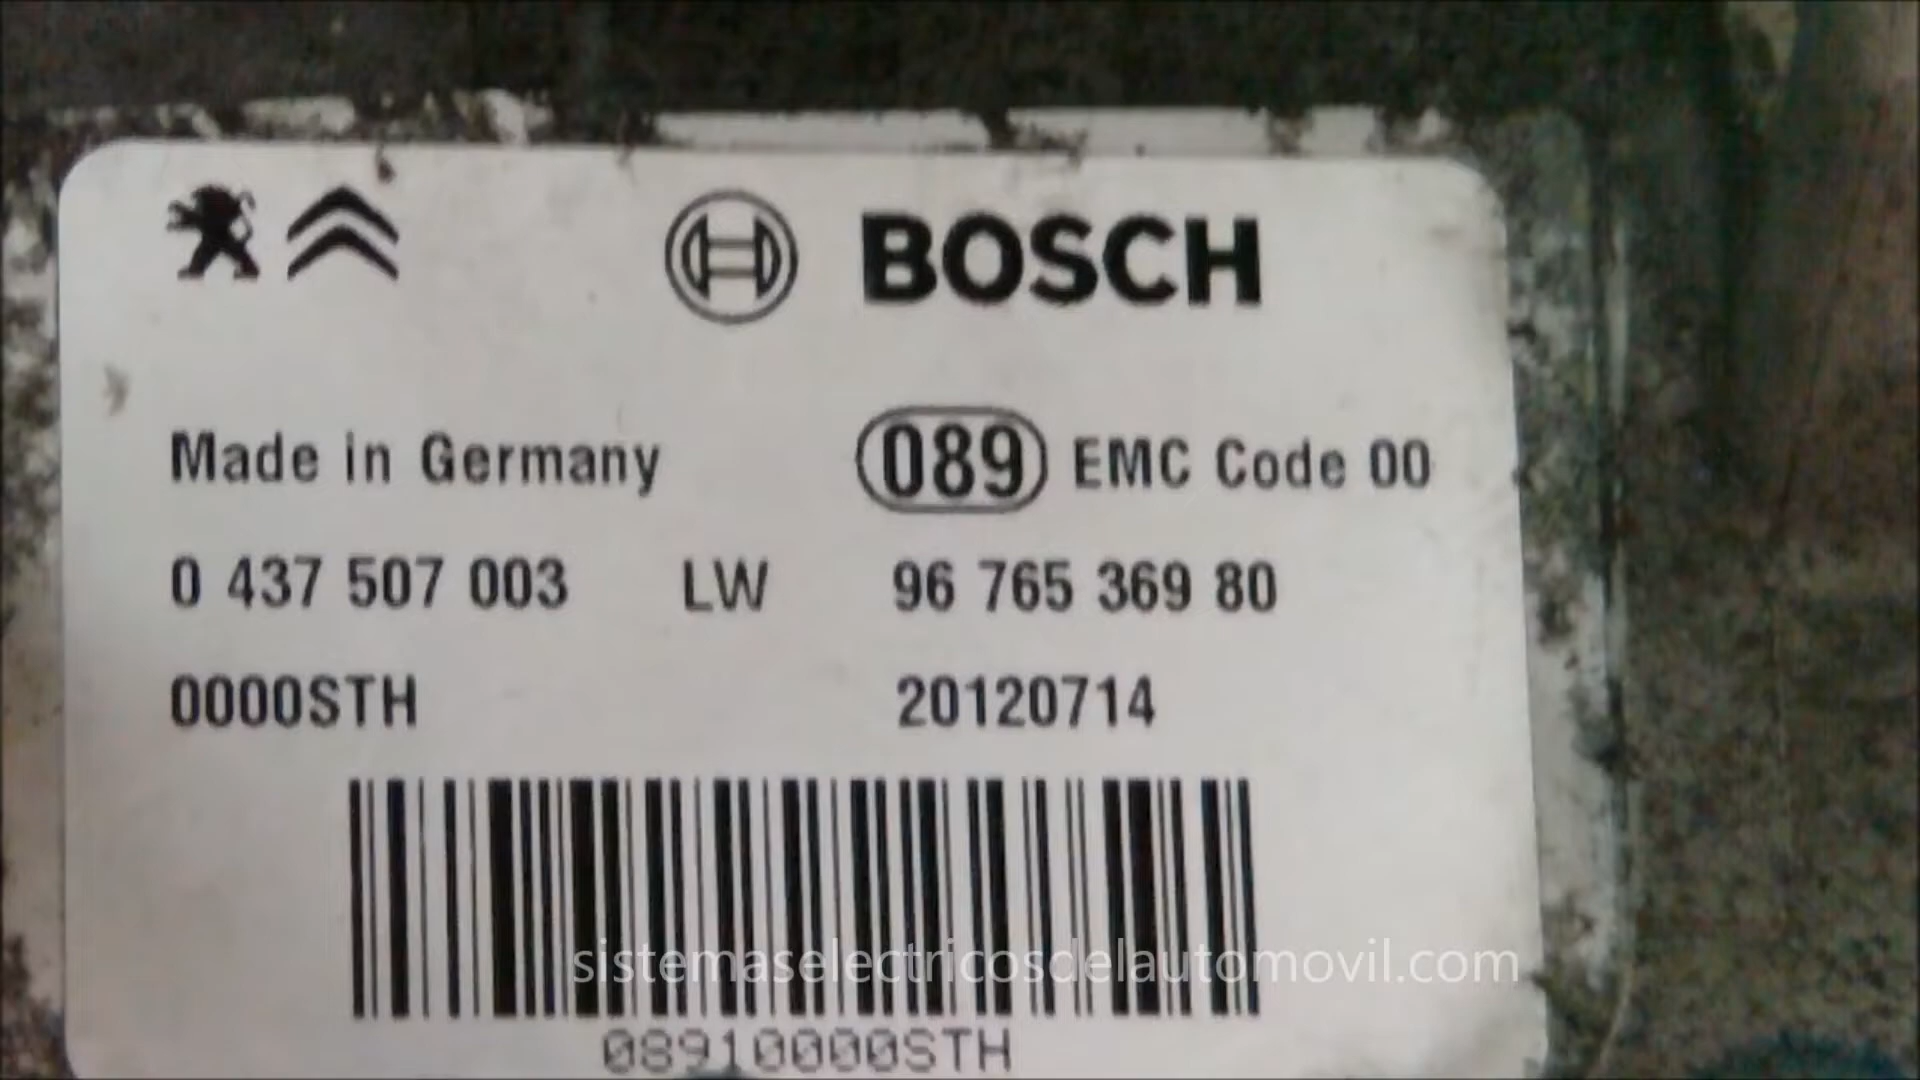 BOSCH
Made in Germany 089 EMC Code 00
0 437 507 003 LW 96 765 369 80
0000STH 20120714
sistemaselectricosdelautomovil.com
08910000STH